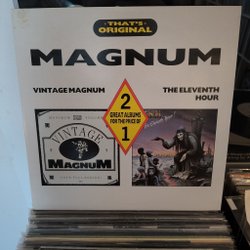 THAT'S
ORIGINAL
MAGNUM
VINTAGE MAGNUM
THE ELEVENTH
HOUR
2
GREAT ALBUMS
FOR THE PRICE OF
1
VINTAGE
MAGNUM